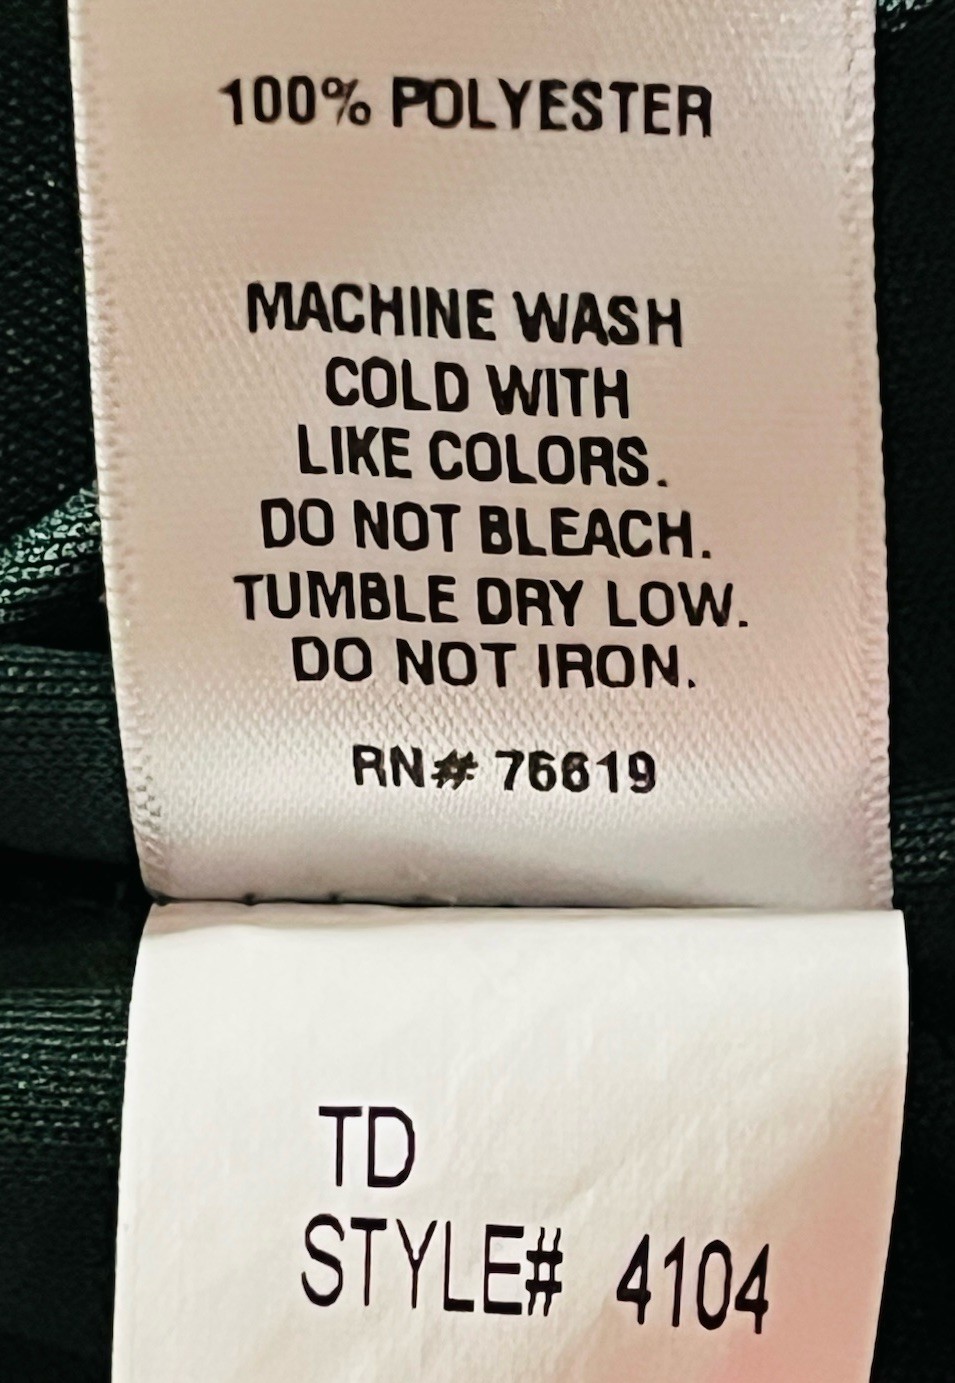 100% POLYESTER
MACHINE WASH
COLD WITH
LIKE COLORS.
DO NOT BLEACH.
TUMBLE DRY LOW.
DO NOT IRON.
RN# 76619
TD
STYLE# 4104